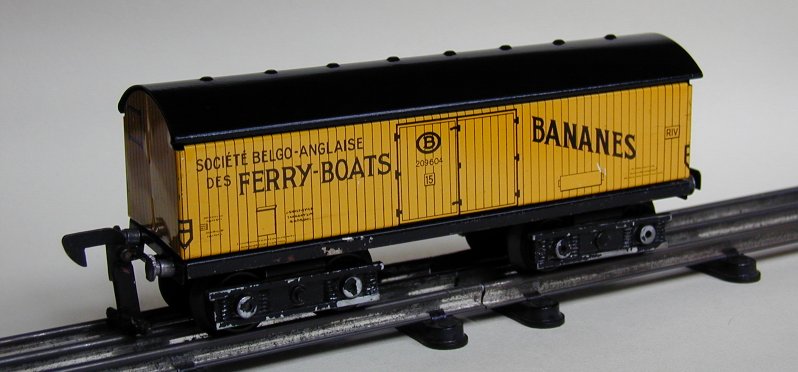 SOCIÉTÉ BELGO-ANGLAISE
DES FERRY-BOATS
B
209604
15
BANANES
RIV